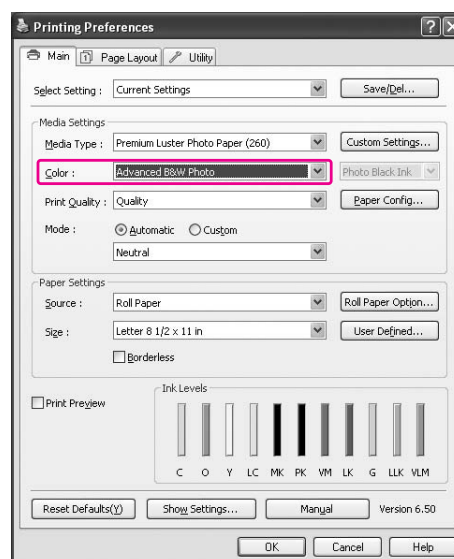 Printing Preferences
Main Page Layout Utility
Select Setting : Current Settings Save/Del...
Media Settings
Media Type : Premium Luster Photo Paper (260) Custom Settings...
Color : Advanced B&W Photo Photo Black Ink
Print Quality : Quality Paper Config...
Mode : Automatic Custom
Neutral
Paper Settings
Source : Roll Paper Roll Paper Option...
Size : Letter 8 1/2 x 11 in User Defined...
Borderless
Ink Levels
Print Preview
C O Y LC MK PK VM LK G LLK VLM
Reset Defaults(Y) Show Settings... Manual Version 6.50
OK Cancel Help